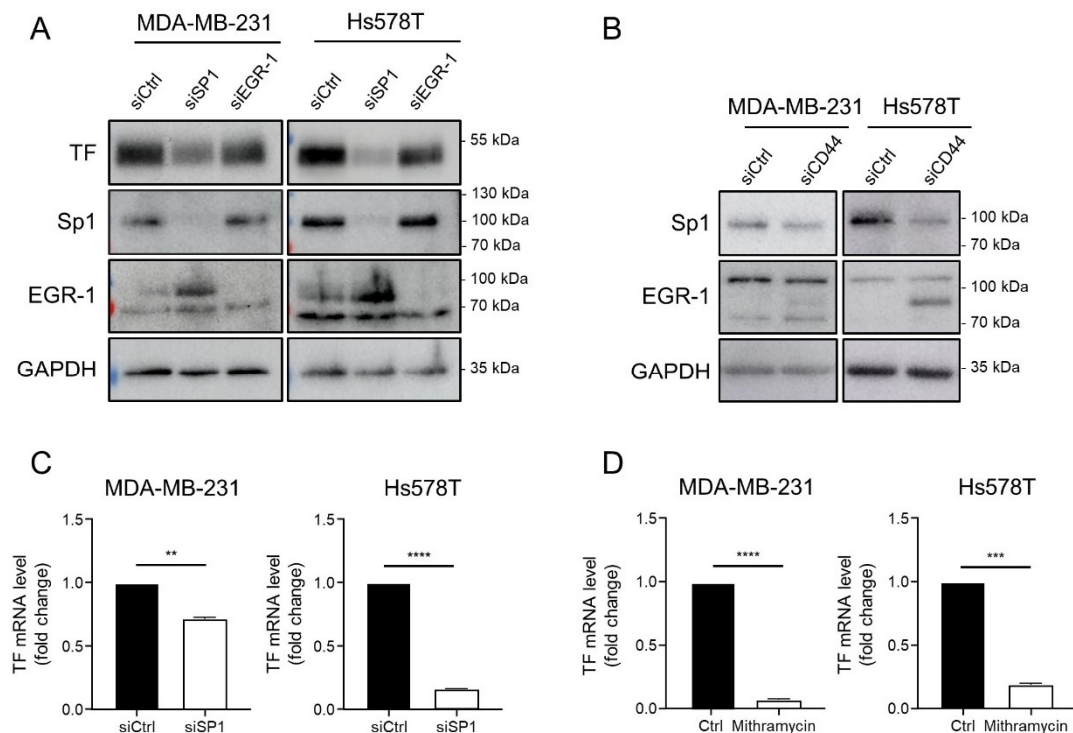 A
MDA-MB-231 Hs578T
siCtrl siSP1 siEGR-1 siCtrl siSP1 siEGR-1
TF
- 55 kDa
Sp1
- 130 kDa
- 100 kDa
- 70 kDa
EGR-1
- 100 kDa
- 70 kDa
GAPDH
- 35 kDa
B
MDA-MB-231 Hs578T
siCtrl siCD44 siCtrl siCD44
Sp1
- 100 kDa
- 70 kDa
EGR-1
- 100 kDa
- 70 kDa
GAPDH
- 35 kDa
C
MDA-MB-231
TF mRNA level
(fold change)
1.5
1.0
0.5
0.0
**
siCtrl siSP1
Hs578T
TF mRNA level
(fold change)
1.5
1.0
0.5
0.0
****
siCtrl siSP1
D
MDA-MB-231
TF mRNA level
(fold change)
1.5
1.0
0.5
0.0
****
Ctrl Mithramycin
Hs578T
TF mRNA level
(fold change)
1.5
1.0
0.5
0.0
***
Ctrl Mithramycin